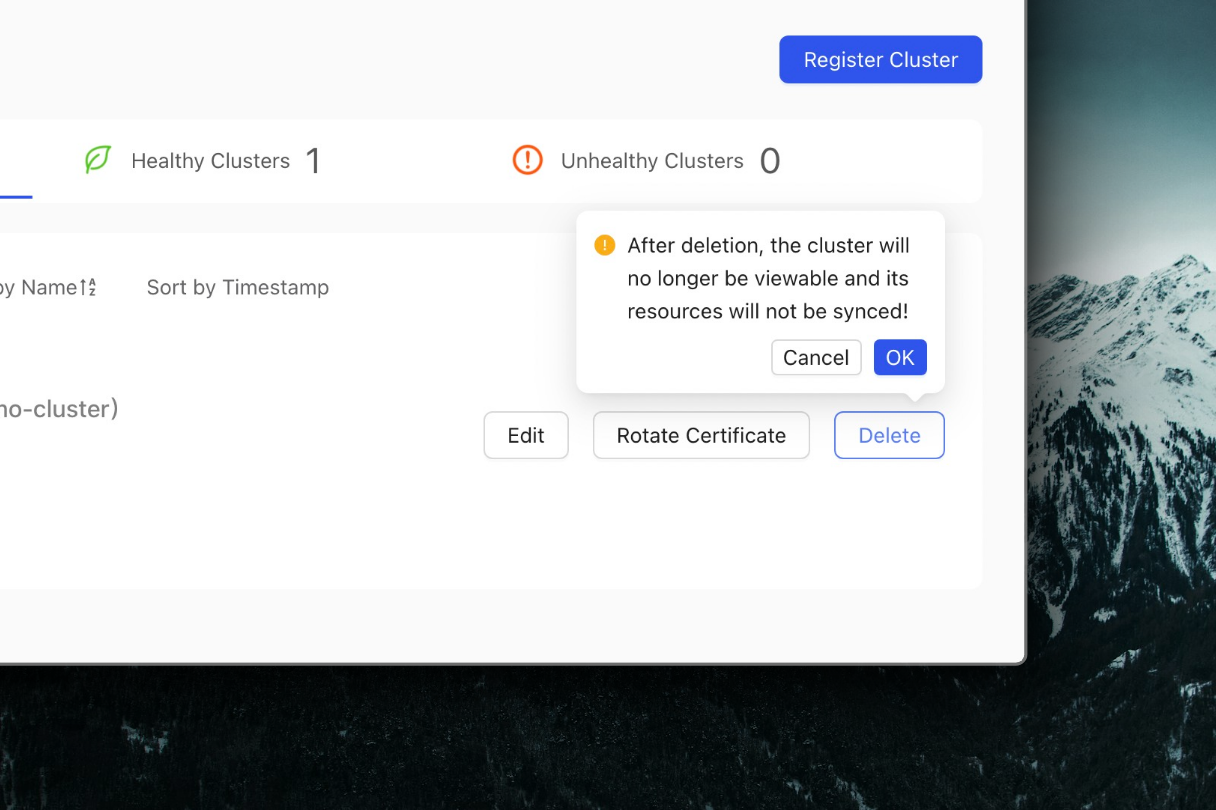 Register Cluster
Healthy Clusters 1
Unhealthy Clusters 0
After deletion, the cluster will
no longer be viewable and its
resources will not be synced!
by Name
Sort by Timestamp
Cancel OK
no-cluster)
Edit
Rotate Certificate
Delete